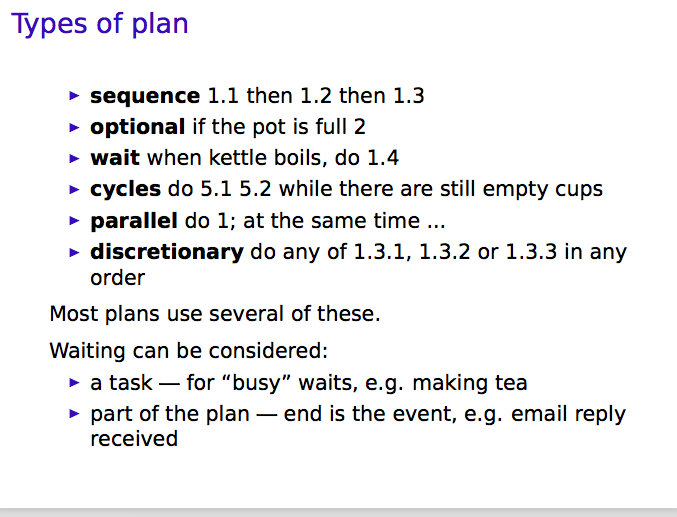 Types of plan
▶ sequence 1.1 then 1.2 then 1.3
▶ optional if the pot is full 2
▶ wait when kettle boils, do 1.4
▶ cycles do 5.1 5.2 while there are still empty cups
▶ parallel do 1; at the same time ...
▶ discretionary do any of 1.3.1, 1.3.2 or 1.3.3 in any
order
Most plans use several of these.
Waiting can be considered:
▶ a task — for “busy” waits, e.g. making tea
▶ part of the plan — end is the event, e.g. email reply
received